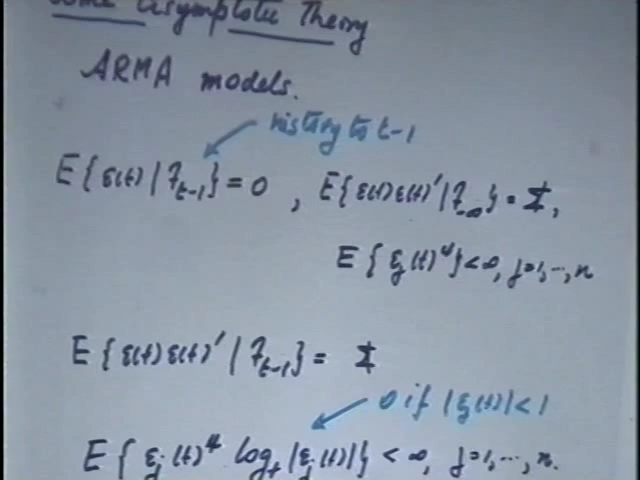 Some Asymptotic Theory
ARMA models.
history to t-1
E{ε(t)|ℱ_{t-1}} = 0 , E{ε(t)ε(t)'|ℱ_{-∞}} = Σ,
E{ε_j(t)^4} < ∞, j=1,...,n
E{ε(t)ε(t)'|ℱ_{t-1}} = Σ
0 if |ε_j(t)| < 1
E{ε_j(t)^4 log_+ |ε_j(t)|} < ∞, j=1,...,n.